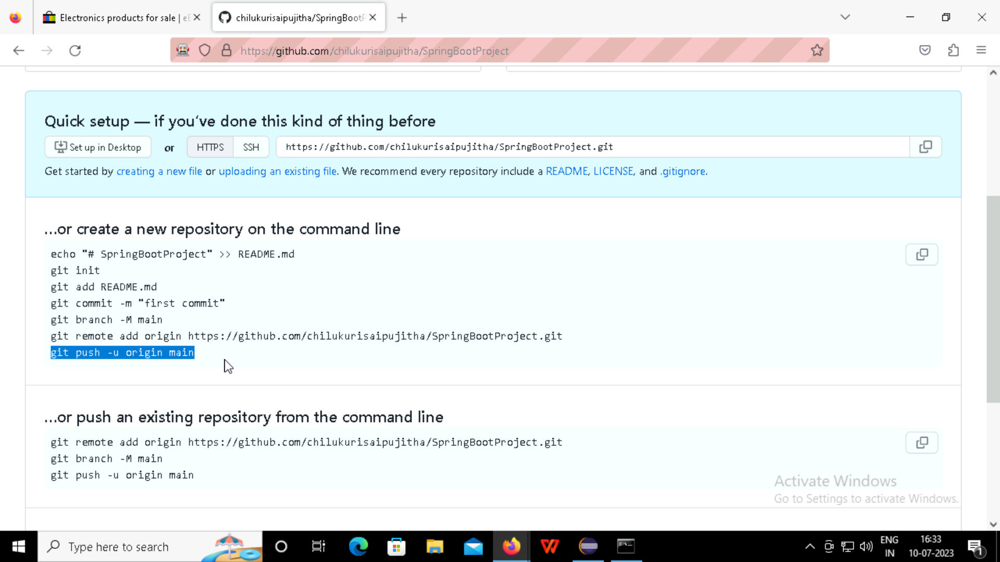 Electronics products for sale | eB
chilukurisaipujitha/SpringBootP
https://github.com/chilukurisaipujitha/SpringBootProject
Quick setup — if you've done this kind of thing before
Set up in Desktop or HTTPS SSH https://github.com/chilukurisaipujitha/SpringBootProject.git
Get started by creating a new file or uploading an existing file. We recommend every repository include a README, LICENSE, and .gitignore.
...or create a new repository on the command line
echo "# SpringBootProject" >> README.md
git init
git add README.md
git commit -m "first commit"
git branch -M main
git remote add origin https://github.com/chilukurisaipujitha/SpringBootProject.git
git push -u origin main
...or push an existing repository from the command line
git remote add origin https://github.com/chilukurisaipujitha/SpringBootProject.git
git branch -M main
git push -u origin main
Activate Windows
Go to Settings to activate Windows.
Type here to search
ENG
IN
16:33
10-07-2023
1